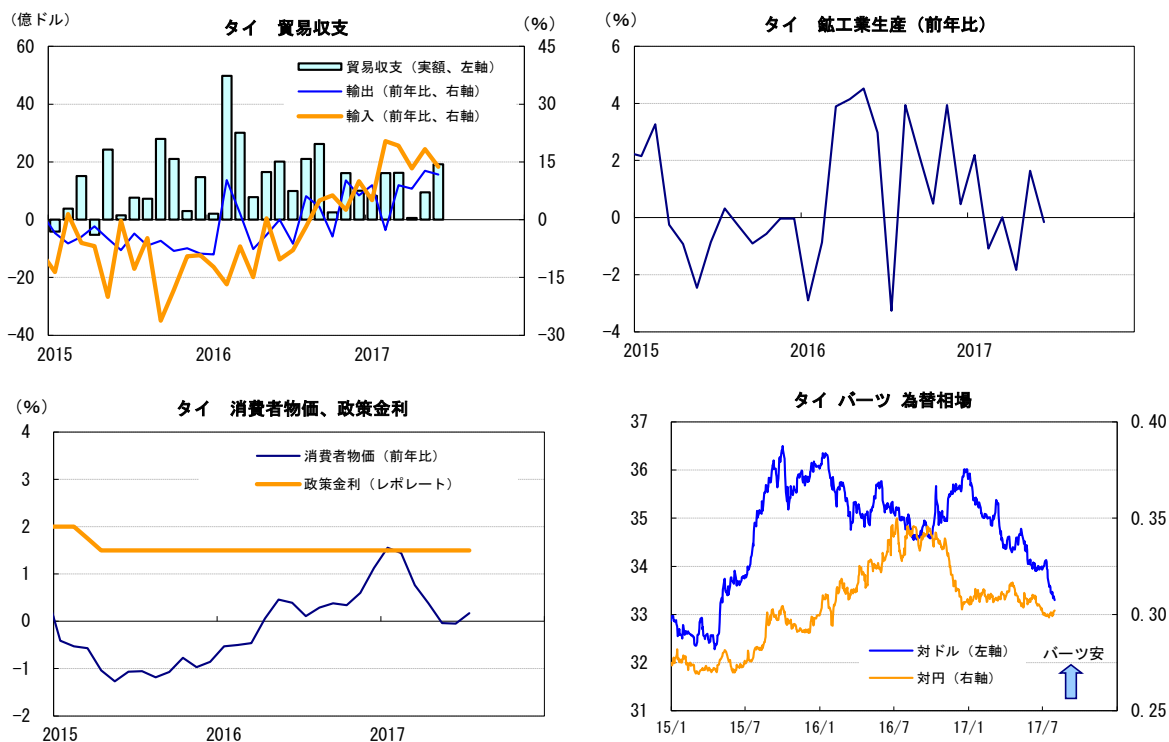 (億ドル)
タイ 貿易収支
(%)
60
40
20
0
-20
-40
45
30
15
0
-15
-30
貿易収支(実額、左軸)
輸出(前年比、右軸)
輸入(前年比、右軸)
2015 2016 2017
(%)
タイ 鉱工業生産(前年比)
6
4
2
0
-2
-4
2015 2016 2017
(%)
タイ 消費者物価、政策金利
4
3
2
1
0
-1
-2
消費者物価(前年比)
政策金利(レポレート)
2015 2016 2017
タイ バーツ 為替相場
37
36
35
34
33
32
31
0.40
0.35
0.30
0.25
対ドル(左軸)
対円(右軸)
バーツ安
15/1 15/7 16/1 16/7 17/1 17/7